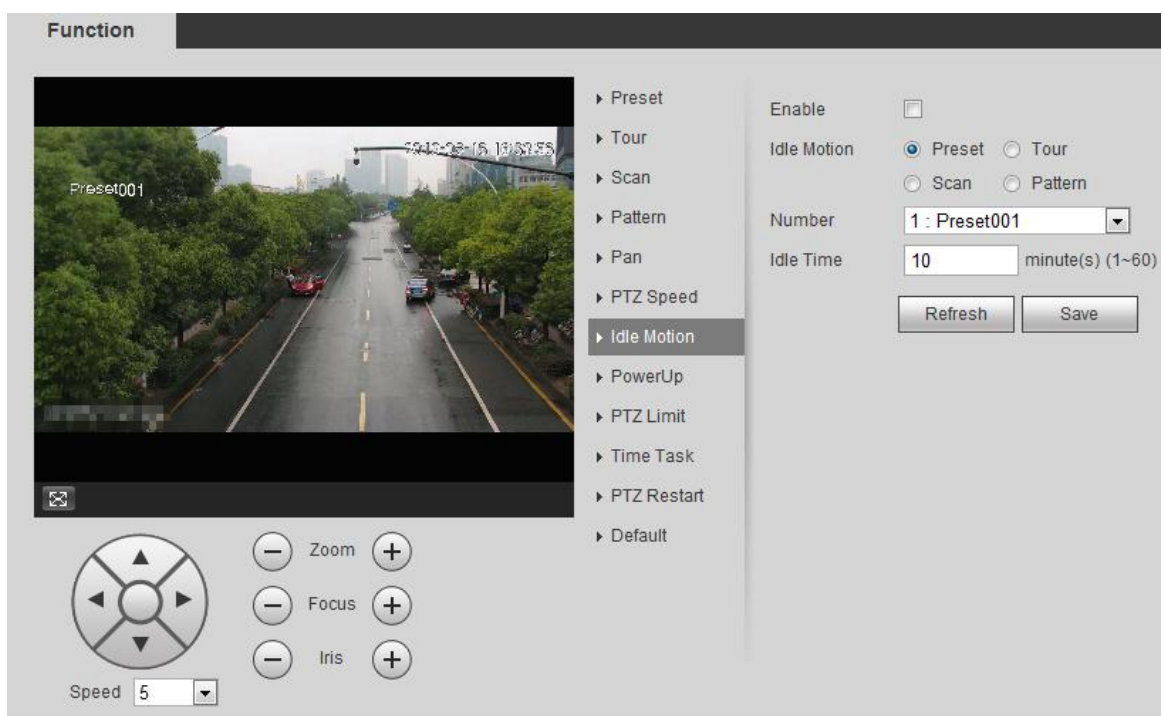 Function
Preset001
Preset
Tour
Scan
Pattern
Pan
PTZ Speed
Idle Motion
PowerUp
PTZ Limit
Time Task
PTZ Restart
Default
Enable
Idle Motion
Preset Tour
Scan Pattern
Number 1 : Preset001
Idle Time 10 minute(s) (1~60)
Refresh Save
Zoom
Focus
Iris
Speed 5